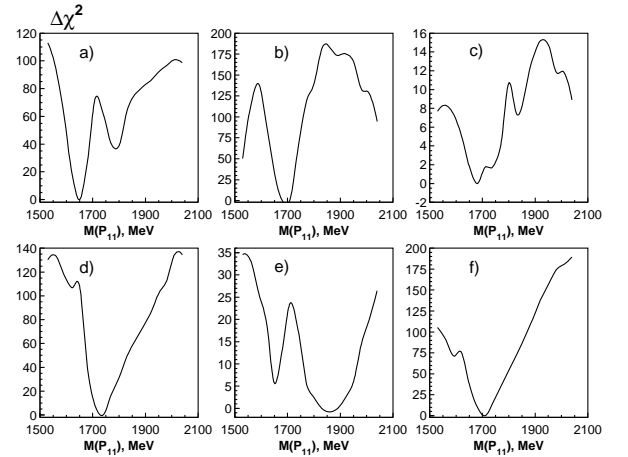 Δχ²
a) b) c)
120 100 80 60 40 20 0
200 175 150 125 100 75 50 25 0
16 14 12 10 8 6 4 2 0 -2
1500 1700 1900 2100 1500 1700 1900 2100 1500 1700 1900 2100
M(P₁₁), MeV M(P₁₁), MeV M(P₁₁), MeV
d) e) f)
140 120 100 80 60 40 20 0
35 30 25 20 15 10 5 0
200 175 150 125 100 75 50 25 0
1500 1700 1900 2100 1500 1700 1900 2100 1500 1700 1900 2100
M(P₁₁), MeV M(P₁₁), MeV M(P₁₁), MeV